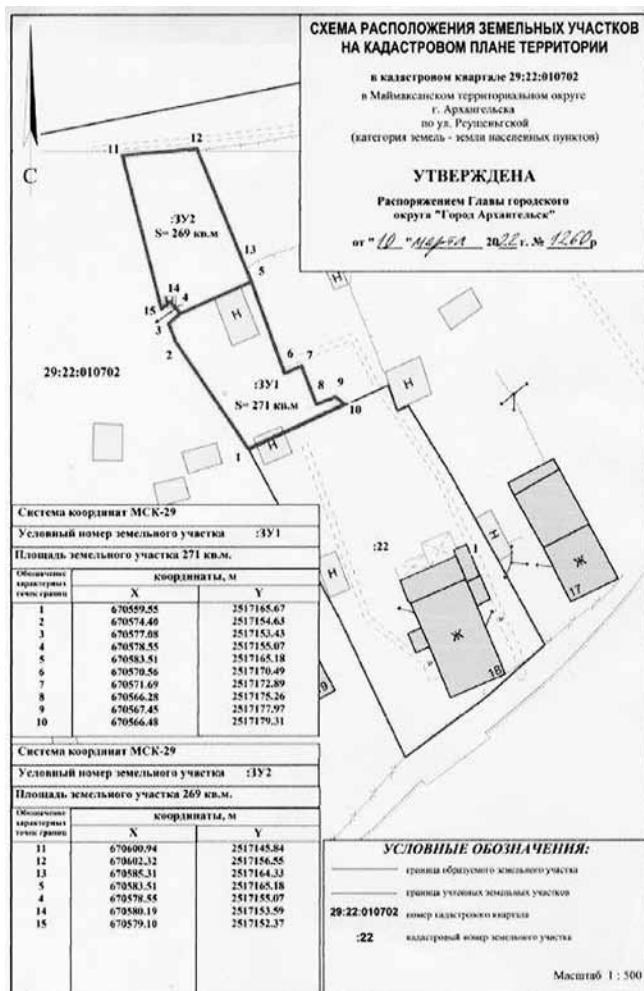 СХЕМА РАСПОЛОЖЕНИЯ ЗЕМЕЛЬНЫХ УЧАСТКОВ
НА КАДАСТРОВОМ ПЛАНЕ ТЕРРИТОРИИ
в кадастровом квартале 29:22:010702
в Маймаксанском территориальном округе
г. Архангельска
по ул.
(категория земель - земли населенных пунктов)
УТВЕРЖДЕНА
Распоряжением Главы городского
округа "Город Архангельск"
от "10 "марта 2022 г. № 1260р
С
11
12
:ЗУ2
S= 269 кв.м
13
5
14
Н
15
4
3
2
Н
Н
6
7
:ЗУ1
S= 271 кв.м
8
9
10
Н
1
Н
29:22:010702
:22
Н
Н
Ж
17
Ж
18
Система координат МСК-29
Условный номер земельного участка :ЗУ1
Площадь земельного участка 271 кв.м.
Обозначение характерных точек границ
координаты, м
X Y
1 670559.55 2517165.67
2 670574.40 2517154.63
3 670577.08 2517153.43
4 670578.55 2517155.07
5 670583.51 2517165.18
6 670570.56 2517170.49
7 670571.69 2517172.89
8 670566.28 2517175.26
9 670567.45 2517177.97
10 670566.48 2517179.31
Система координат МСК-29
Условный номер земельного участка :ЗУ2
Площадь земельного участка 269 кв.м.
Обозначение характерных точек границ
координаты, м
X Y
11 670600.94 2517145.84
12 670602.32 2517156.55
13 670585.31 2517164.33
5 670583.51 2517165.18
4 670578.55 2517155.07
14 670580.19 2517153.59
15 670579.10 2517152.37
УСЛОВНЫЕ ОБОЗНАЧЕНИЯ:
граница образуемого земельного участка
граница учтенных земельных участков
29:22:010702 номер кадастрового квартала
:22 кадастровый номер земельного участка
Масштаб 1 : 500